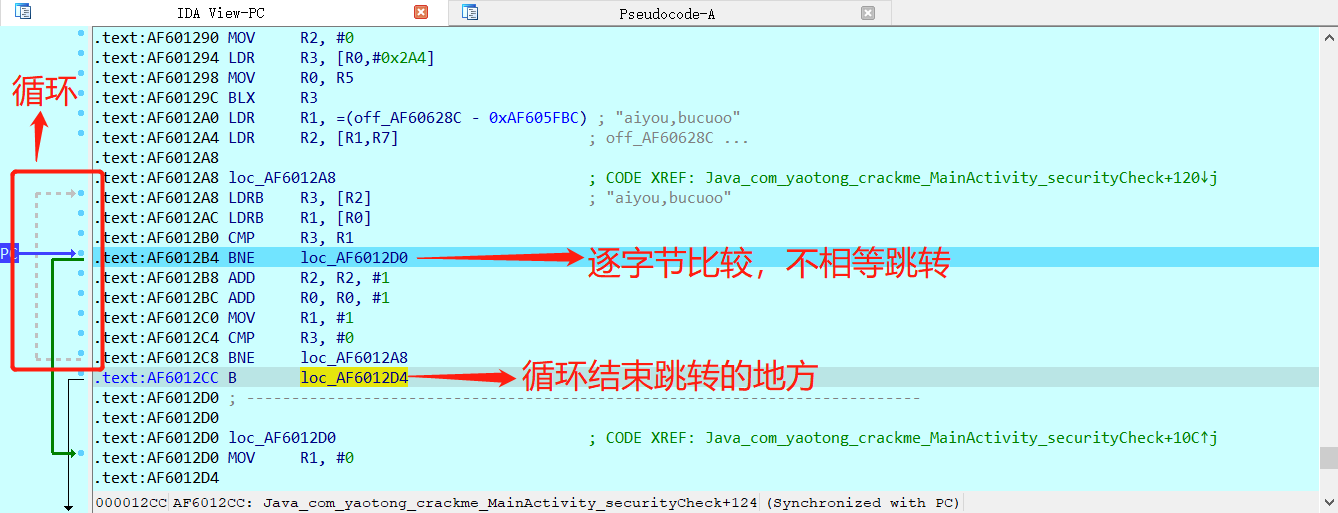 IDA View-PC Pseudocode-A
.text:AF601290 MOV R2, #0
.text:AF601294 LDR R3, [R0,#0x2A4]
.text:AF601298 MOV R0, R5
.text:AF60129C BLX R3
循环
.text:AF6012A0 LDR R1, =(off_AF60628C - 0xAF605FBC) ; "aiyou,bucuoo"
.text:AF6012A4 LDR R2, [R1,R7] ; off_AF60628C ...
.text:AF6012A8
.text:AF6012A8 loc_AF6012A8 ; CODE XREF: Java_com_yaotong_crackme_MainActivity_securityCheck+120↓j
.text:AF6012A8 LDRB R3, [R2] ; "aiyou,bucuoo"
.text:AF6012AC LDRB R1, [R0]
.text:AF6012B0 CMP R3, R1
PC .text:AF6012B4 BNE loc_AF6012D0 逐字节比较，不相等跳转
.text:AF6012B8 ADD R2, R2, #1
.text:AF6012BC ADD R0, R0, #1
.text:AF6012C0 MOV R1, #1
.text:AF6012C4 CMP R3, #0
.text:AF6012C8 BNE loc_AF6012A8
.text:AF6012CC B loc_AF6012D4 循环结束跳转的地方
.text:AF6012D0 ; ---------------------------------------------------------------------------
.text:AF6012D0
.text:AF6012D0 loc_AF6012D0 ; CODE XREF: Java_com_yaotong_crackme_MainActivity_securityCheck+10C↑j
.text:AF6012D0 MOV R1, #0
.text:AF6012D4
000012CC AF6012CC: Java_com_yaotong_crackme_MainActivity_securityCheck+124 (Synchronized with PC)